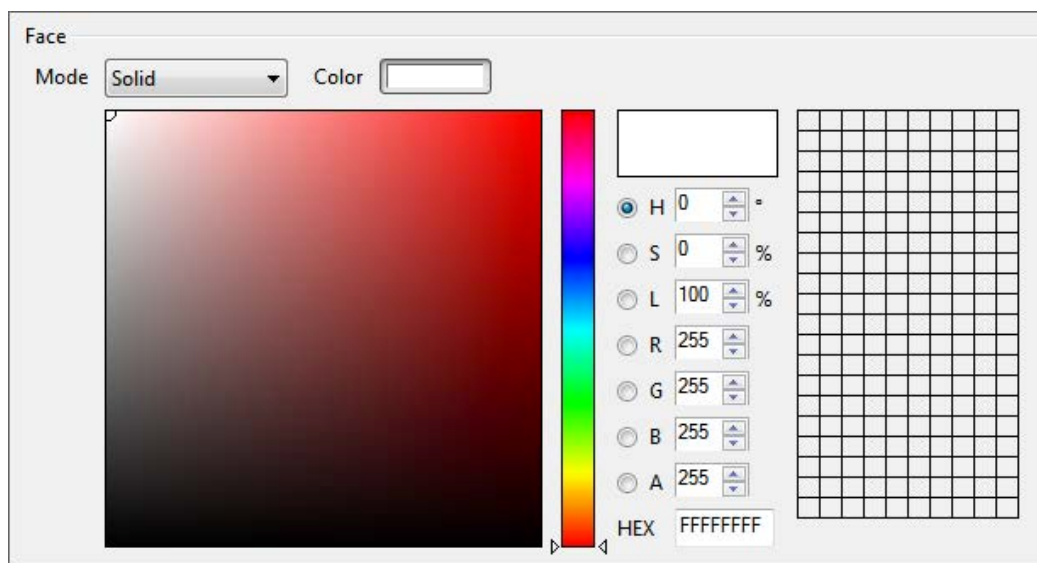 Face
Mode Solid Color
H 0 °
S 0 %
L 100 %
R 255
G 255
B 255
A 255
HEX FFFFFFFF